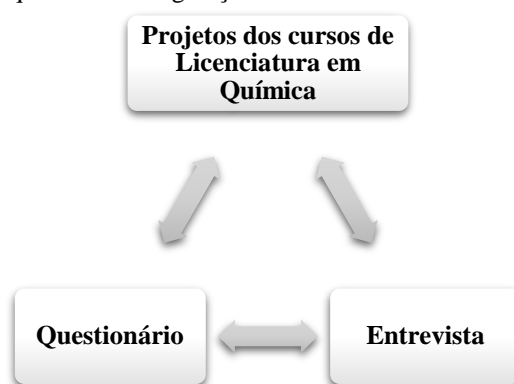 Projetos dos cursos de
Licenciatura em
Química
Questionário
Entrevista